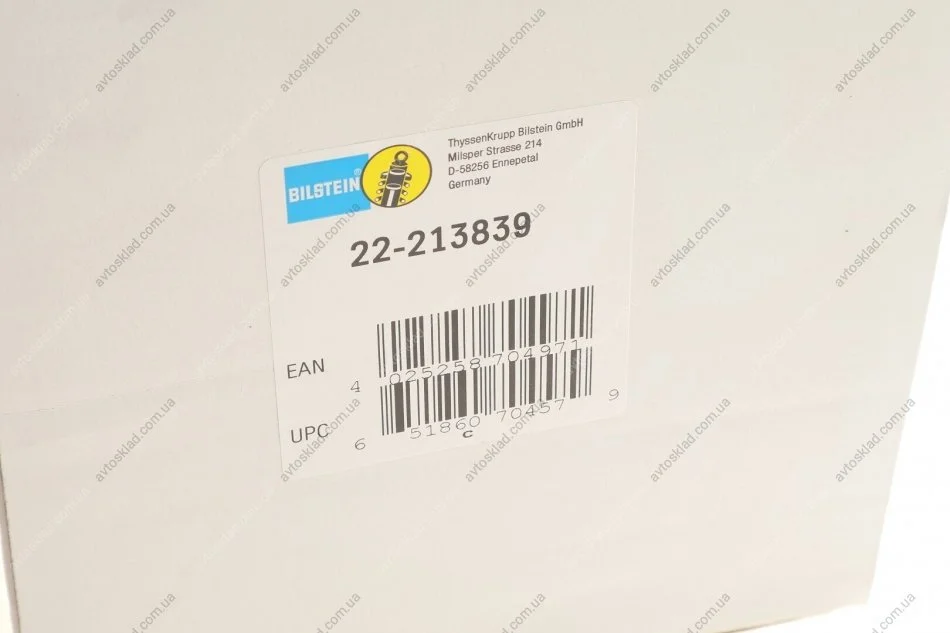 BILSTEIN®
ThyssenKrupp Bilstein GmbH
Milsper Strasse 214
D-58256 Ennepetal
Germany
22-213839
EAN
4 025258 704971
UPC
6 51860 70457 9
C
avtosklad.com.ua